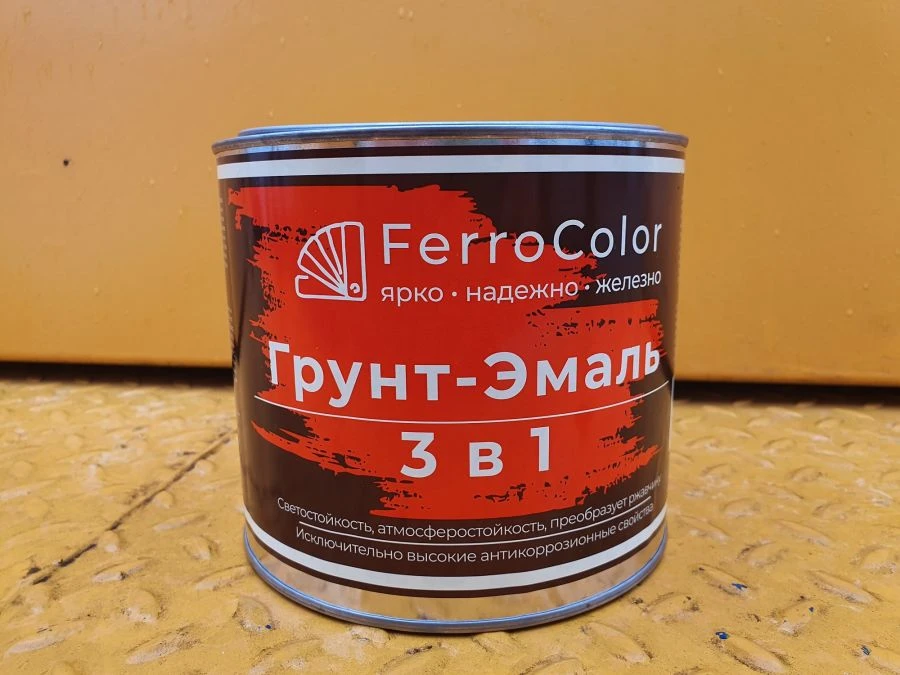 FerroColor
ярко • надежно • железно
Грунт-Эмаль
3 в 1
Светостойкость, атмосферостойкость, преобразует ржавчину
Исключительно высокие антикоррозионные свойства